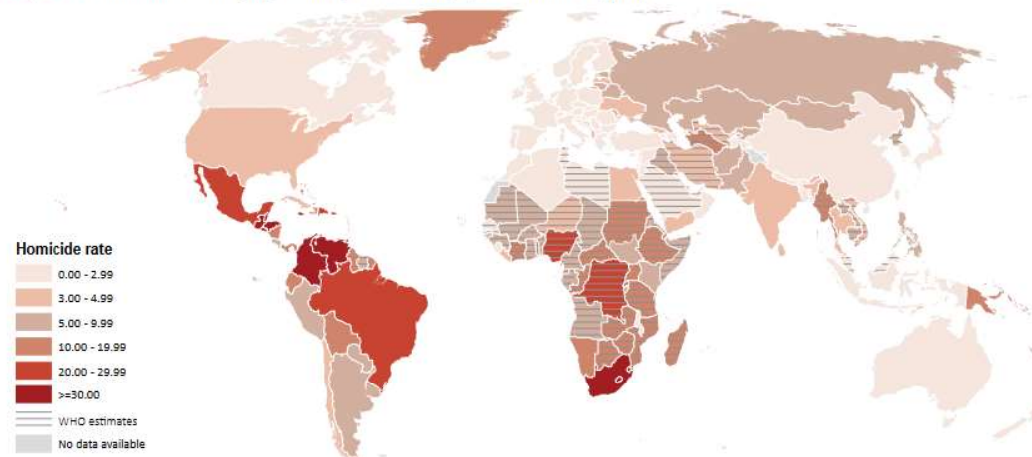 Homicide rate
0.00 - 2.99
3.00 - 4.99
5.00 - 9.99
10.00 - 19.99
20.00 - 29.99
>=30.00
WHO estimates
No data available